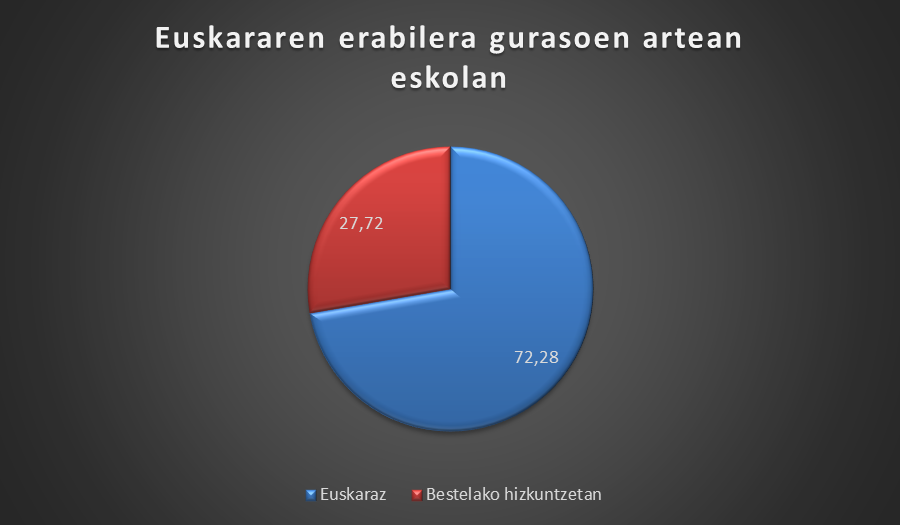 Euskararen erabilera gurasoen artean
eskolan
27,72
72,28
Euskaraz
Bestelako hizkuntzetan